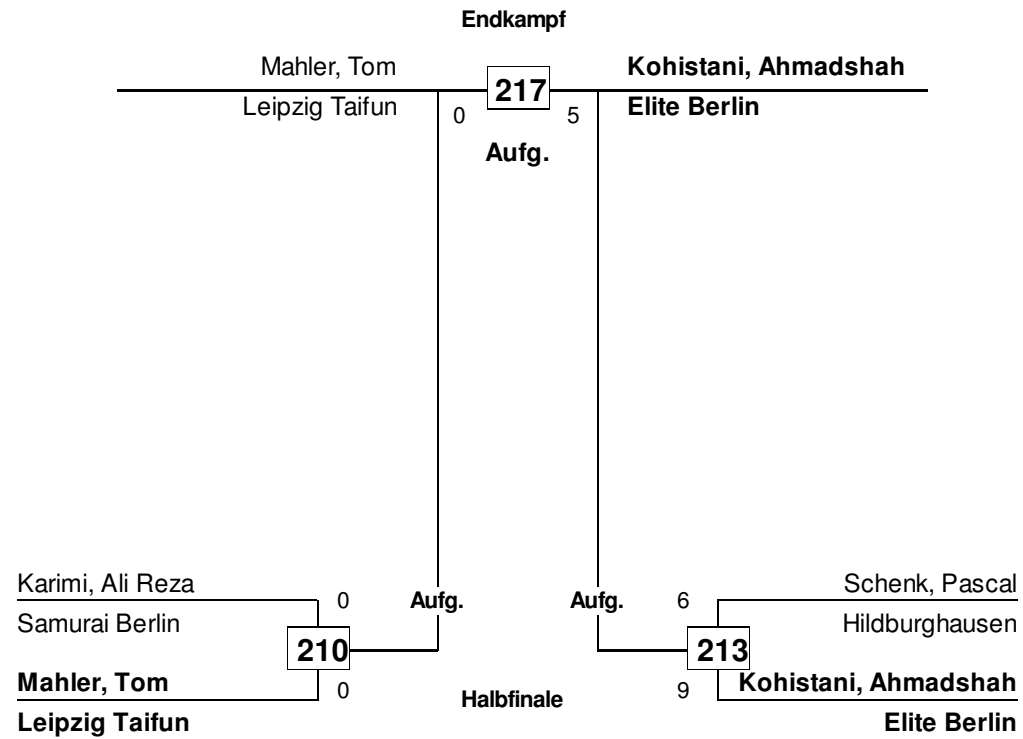 Endkampf
Mahler, Tom
Kohistani, Ahmadshah
217
Leipzig Taifun
Elite Berlin
0
5
Aufg.
Karimi, Ali Reza
Schenk, Pascal
0
Aufg.
Aufg.
6
Samurai Berlin
Hildburghausen
210
213
Mahler, Tom
0
Halbfinale
9
Kohistani, Ahmadshah
Leipzig Taifun
Elite Berlin